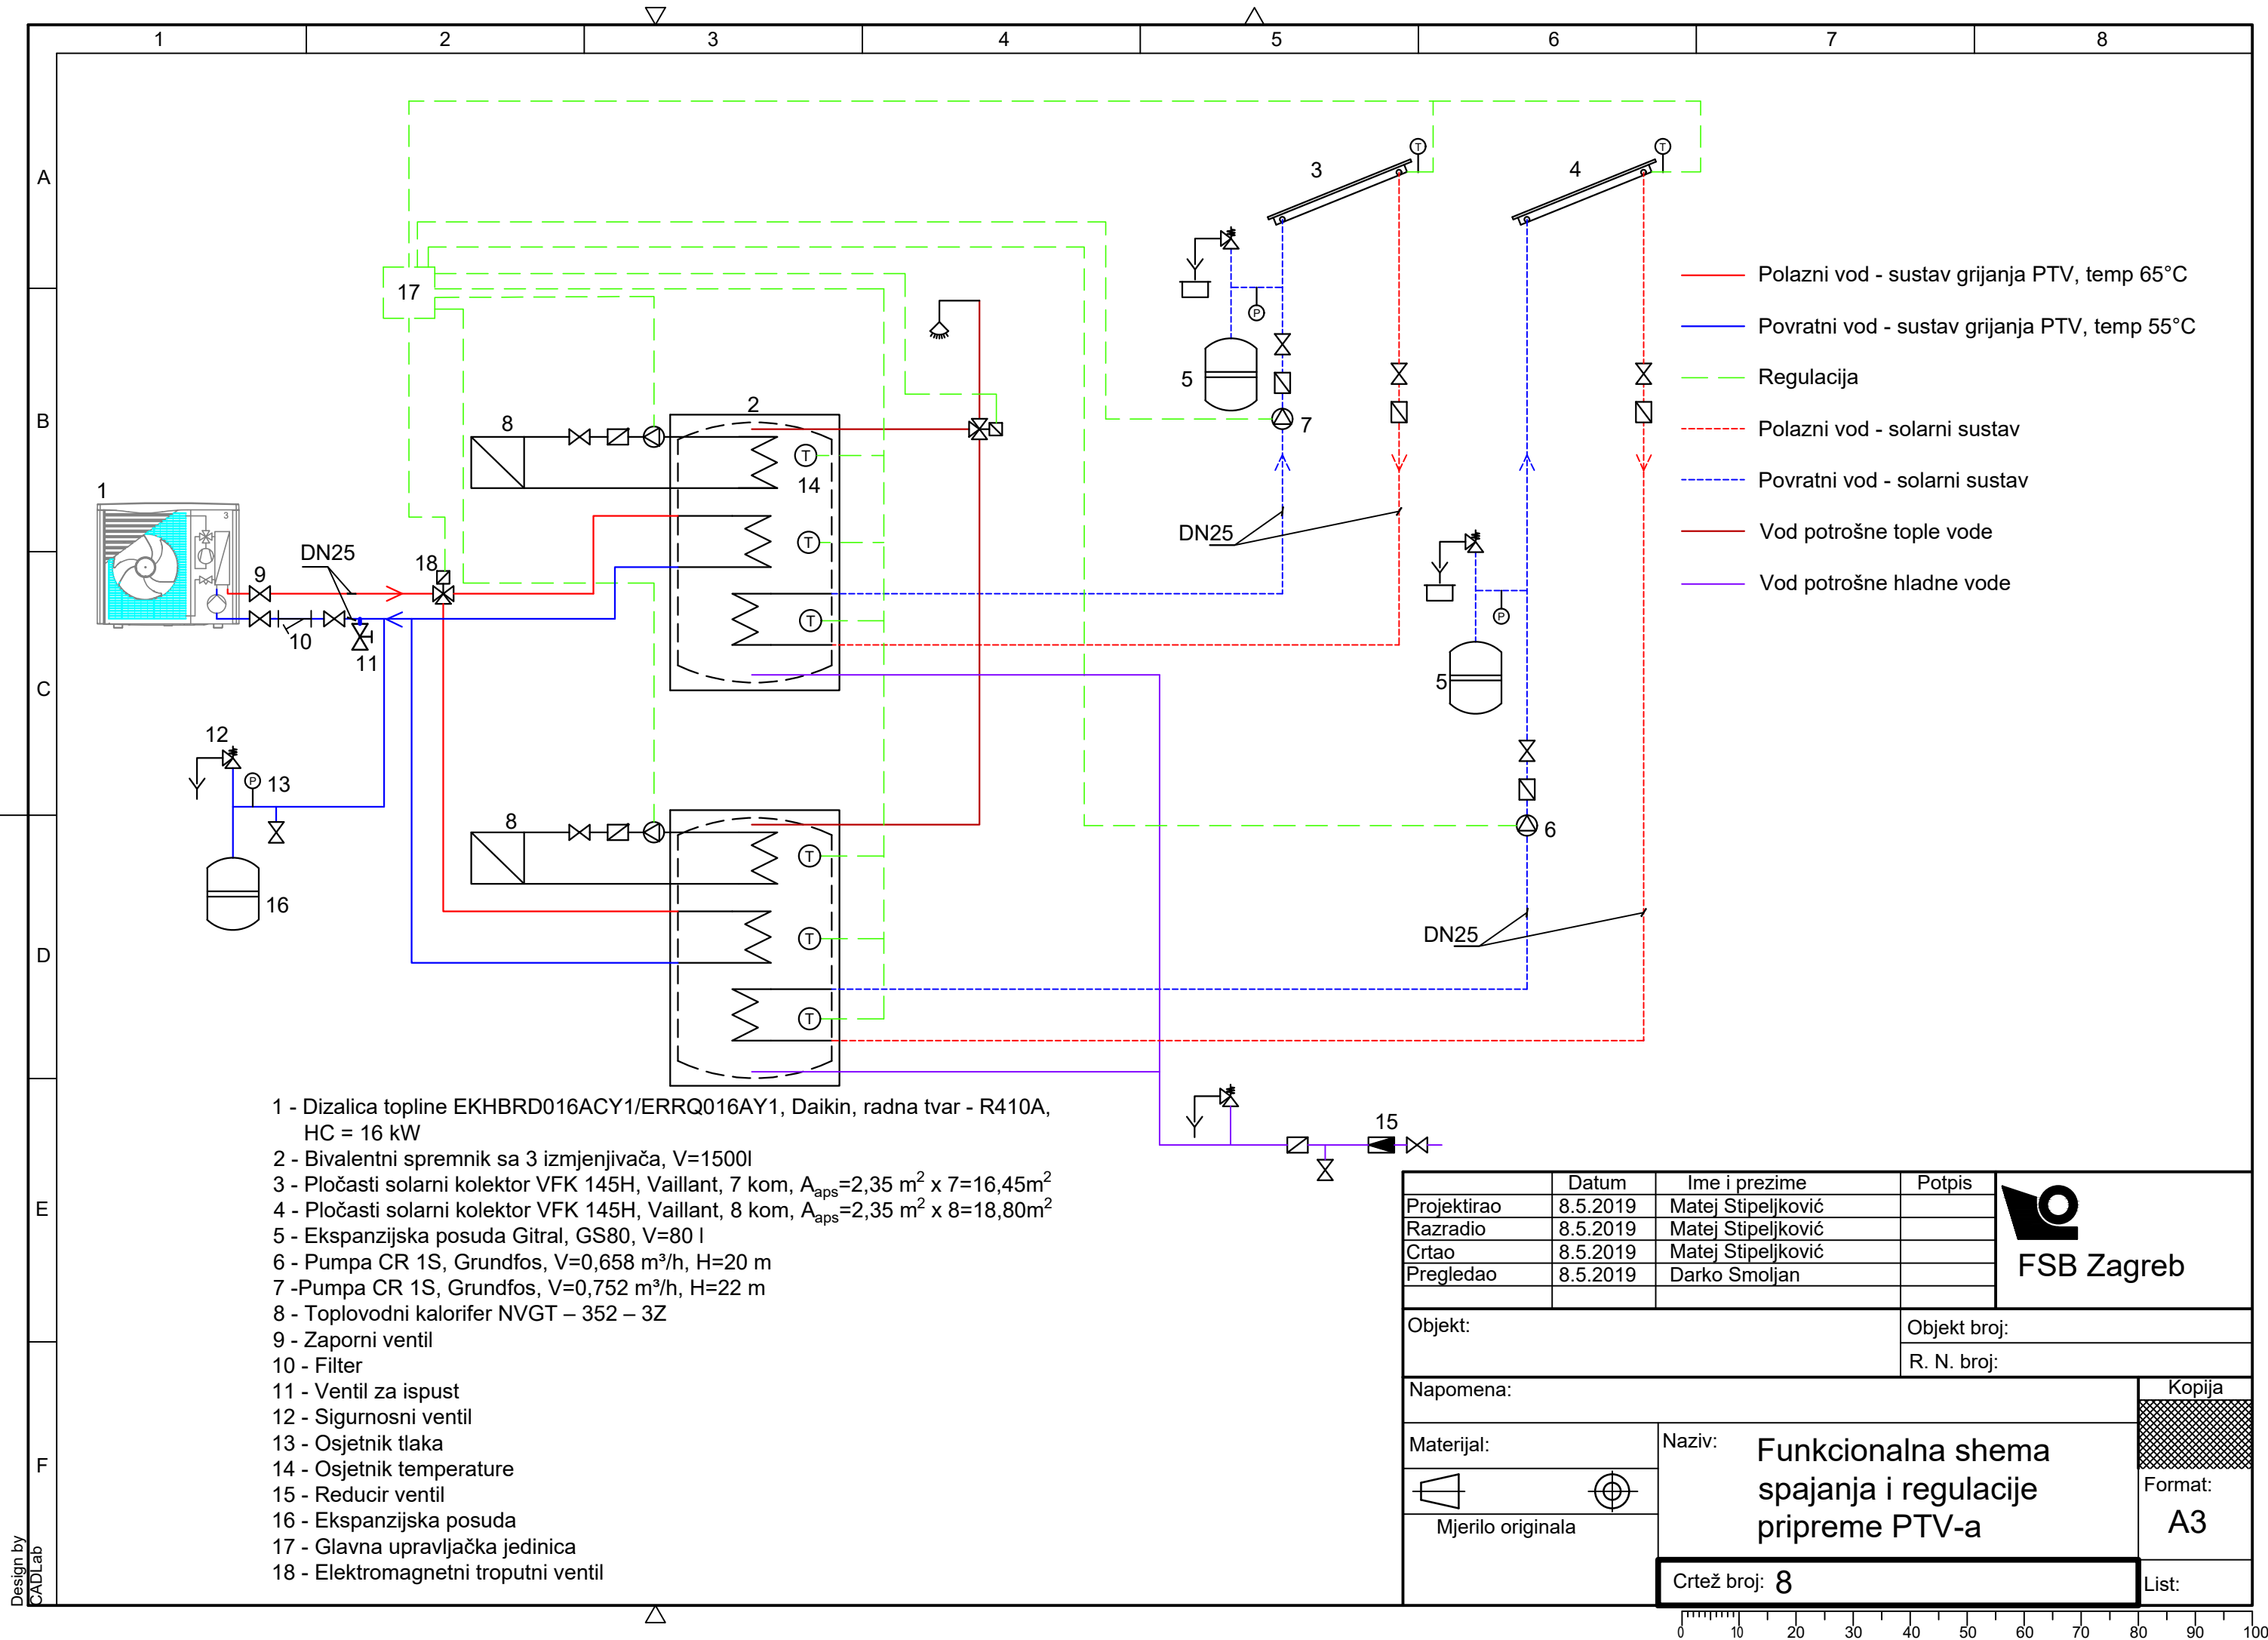 1 2 3 4 5 6 7 8
A
B
C
D
E
F
3
4
T
T
17
P
5
7
Polazni vod - sustav grijanja PTV, temp 65°C
Povratni vod - sustav grijanja PTV, temp 55°C
Regulacija
Polazni vod - solarni sustav
Povratni vod - solarni sustav
Vod potrošne tople vode
Vod potrošne hladne vode
2
8
T
14
T
T
1
3
9
DN25
18
10
11
DN25
P
5
6
DN25
12
P
13
16
8
T
T
T
15
1 - Dizalica topline EKHBRD016ACY1/ERRQ016AY1, Daikin, radna tvar - R410A,
HC = 16 kW
2 - Bivalentni spremnik sa 3 izmjenjivača, V=1500l
3 - Pločasti solarni kolektor VFK 145H, Vaillant, 7 kom, Aaps=2,35 m² x 7=16,45m²
4 - Pločasti solarni kolektor VFK 145H, Vaillant, 8 kom, Aaps=2,35 m² x 8=18,80m²
5 - Ekspanzijska posuda Gitral, GS80, V=80 l
6 - Pumpa CR 1S, Grundfos, V=0,658 m³/h, H=20 m
7 -Pumpa CR 1S, Grundfos, V=0,752 m³/h, H=22 m
8 - Toplovodni kalorifer NVGT – 352 – 3Z
9 - Zaporni ventil
10 - Filter
11 - Ventil za ispust
12 - Sigurnosni ventil
13 - Osjetnik tlaka
14 - Osjetnik temperature
15 - Reducir ventil
16 - Ekspanzijska posuda
17 - Glavna upravljačka jedinica
18 - Elektromagnetni troputni ventil
Datum Ime i prezime Potpis
Projektirao 8.5.2019 Matej Stipeljković
Razradio 8.5.2019 Matej Stipeljković
Crtao 8.5.2019 Matej Stipeljković
Pregledao 8.5.2019 Darko Smoljan
FSB Zagreb
Objekt:
Objekt broj:
R. N. broj:
Napomena:
Kopija
Materijal:
Naziv:
Funkcionalna shema
spajanja i regulacije
pripreme PTV-a
Format:
A3
Mjerilo originala
Crtež broj: 8
List:
Design by
CADLab
0 10 20 30 40 50 60 70 80 90 100